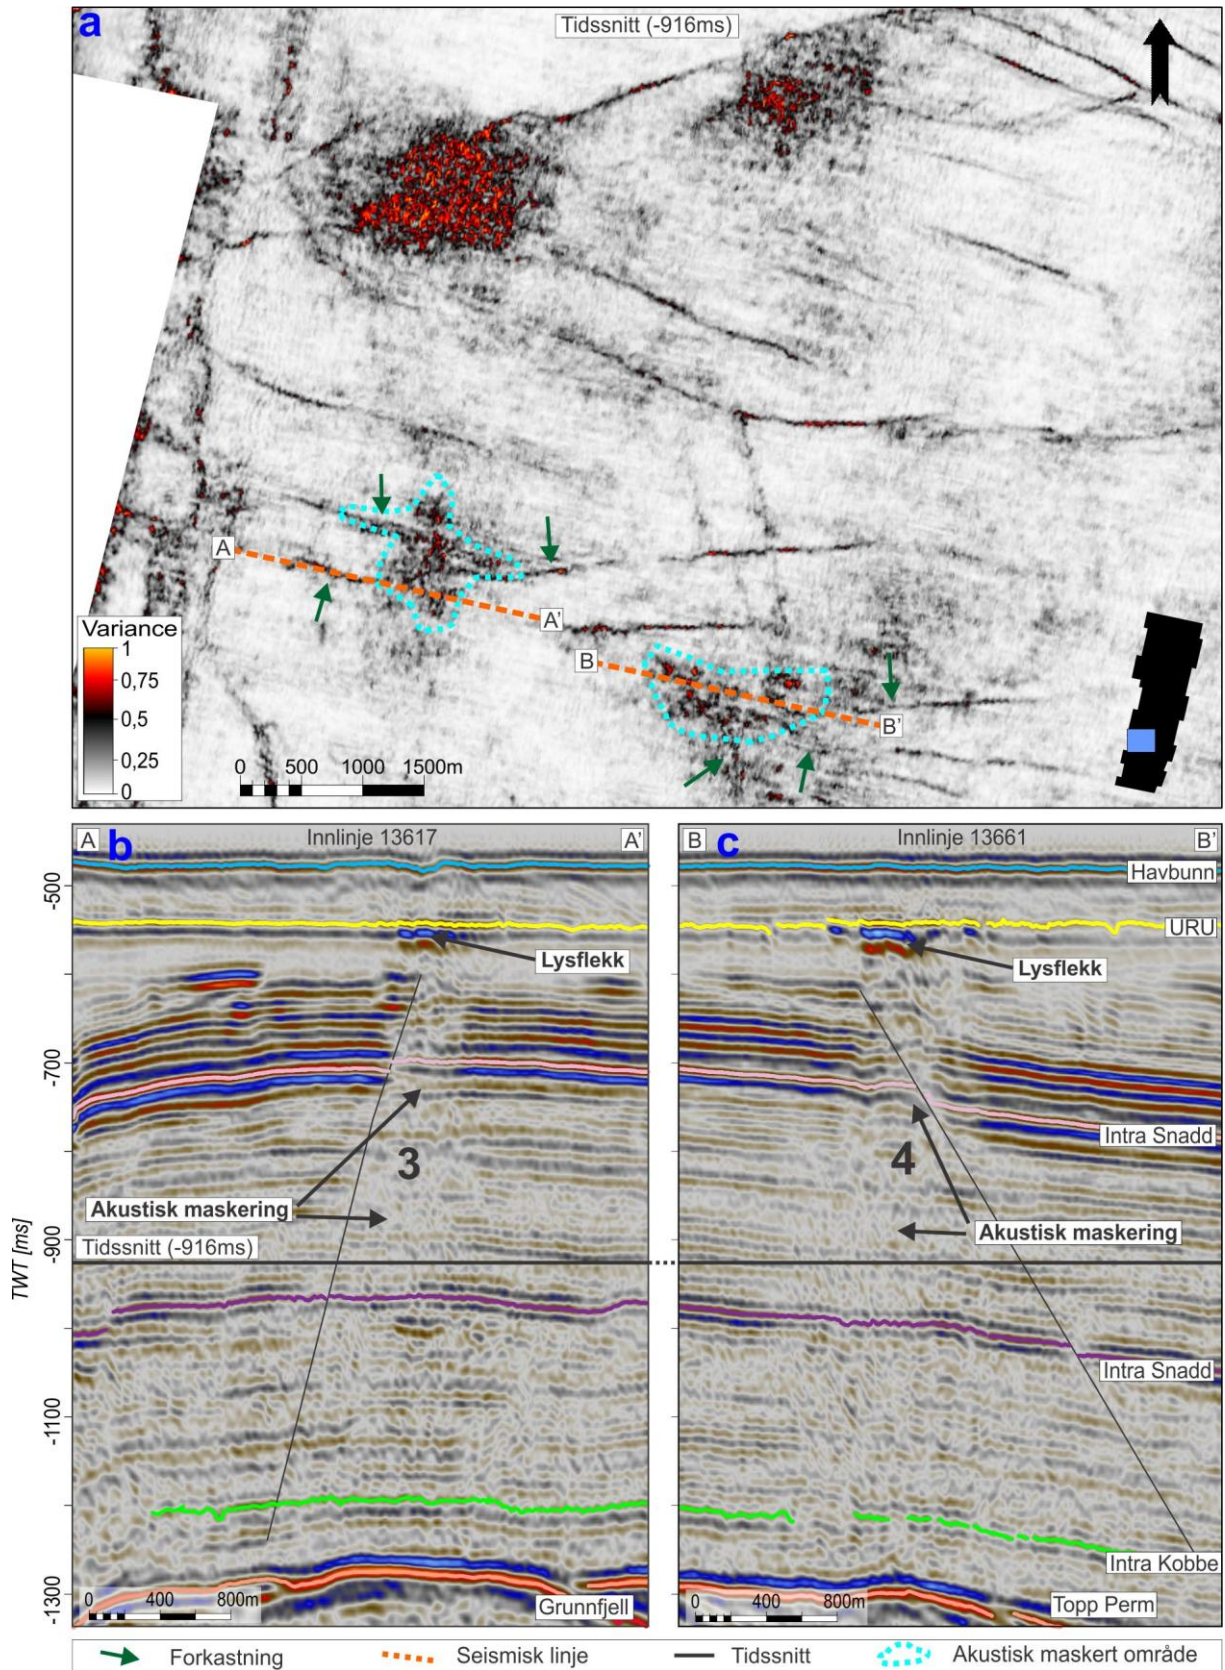 a
Tidssnitt (-916ms)
A
A'
B
B'
Variance
1
0,75
0,5
0,25
0
0 500 1000 1500m
A b Innlinje 13617 A'
B c Innlinje 13661 B'
Havbunn
URU
Lysflekk
Lysflekk
-500
-700
-900
-1100
-1300
TWT [ms]
3
4
Intra Snadd
Akustisk maskering
Akustisk maskering
Tidssnitt (-916ms)
Intra Snadd
Intra Kobbe
0 400 800m
Grunnfjell
0 400 800m
Topp Perm
Forkastning Seismisk linje Tidssnitt Akustisk maskert område